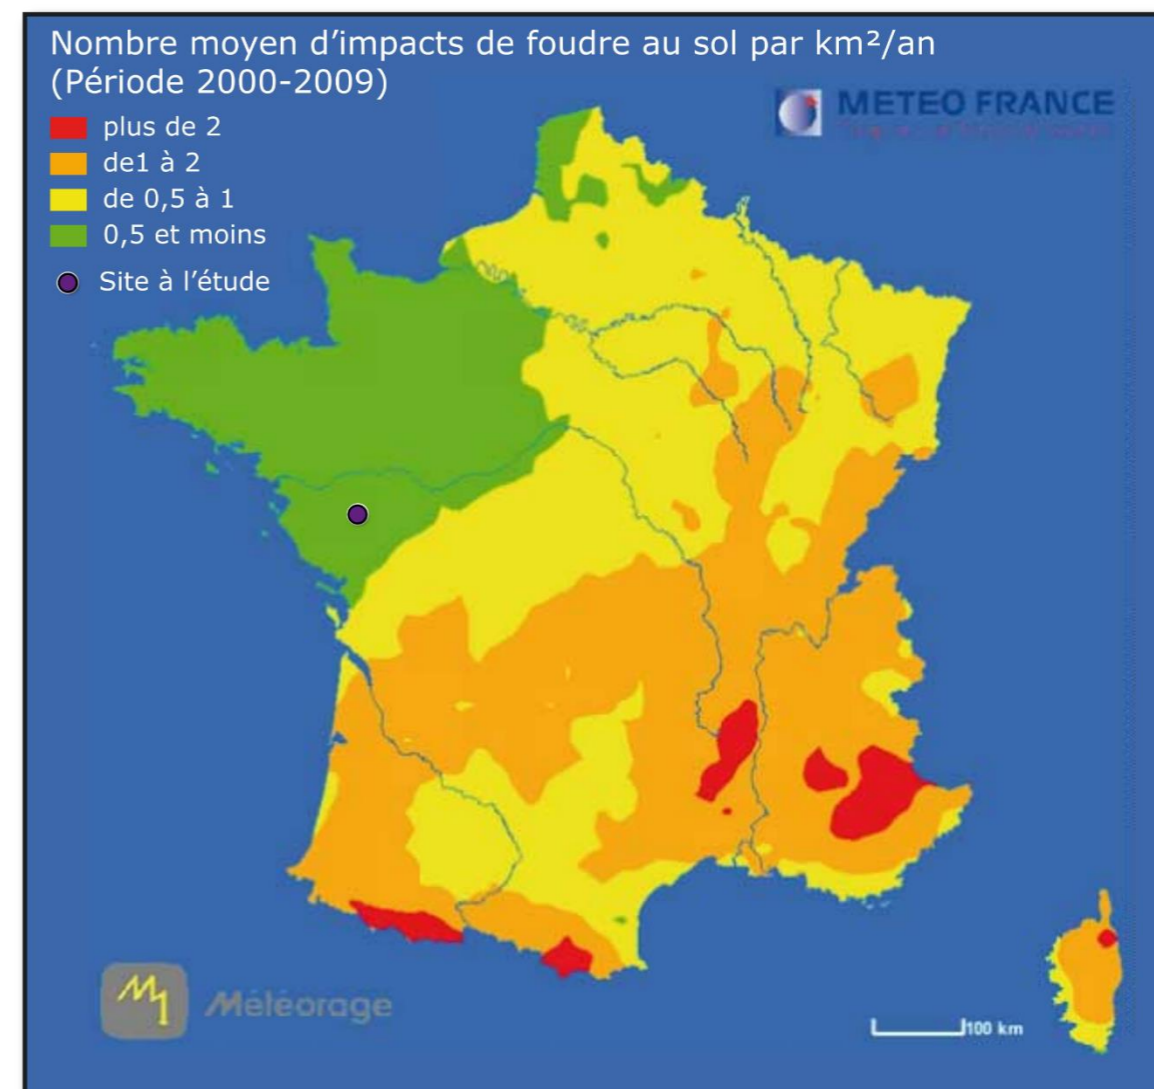 Nombre moyen d’impacts de foudre au sol par km²/an
(Période 2000-2009)
plus de 2
de1 à 2
de 0,5 à 1
0,5 et moins
Site à l’étude
METEO FRANCE
Météorage
100 km